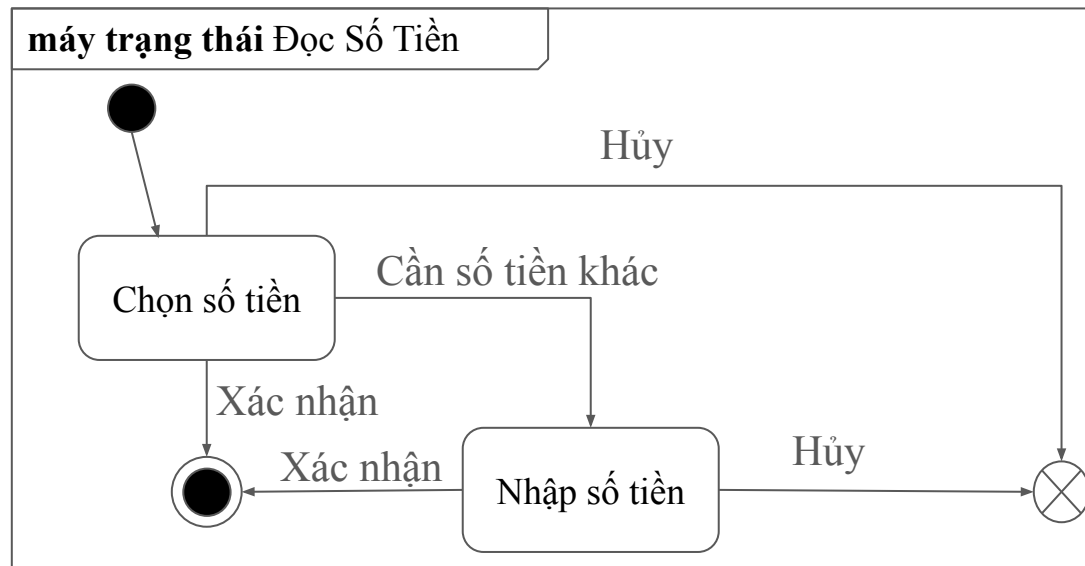 máy trạng thái Đọc Số Tiền
Hủy
Cần số tiền khác
Chọn số tiền
Xác nhận
Xác nhận
Hủy
Nhập số tiền